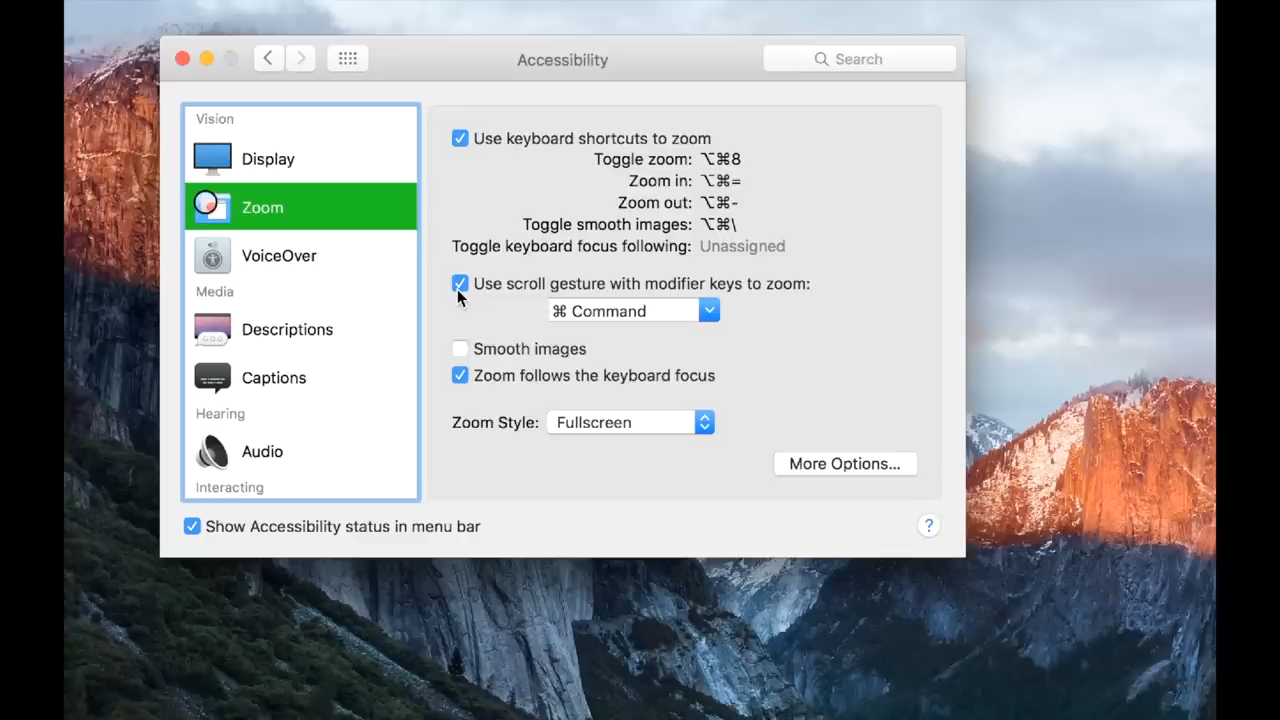 Accessibility
Search
Vision
Display
Zoom
VoiceOver
Media
Descriptions
Captions
Hearing
Audio
Interacting
Use keyboard shortcuts to zoom
Toggle zoom: ⌥⌘8
Zoom in: ⌥⌘=
Zoom out: ⌥⌘-
Toggle smooth images: ⌥⌘\
Toggle keyboard focus following: Unassigned
Use scroll gesture with modifier keys to zoom:
⌘ Command
Smooth images
Zoom follows the keyboard focus
Zoom Style: Fullscreen
More Options...
Show Accessibility status in menu bar
?